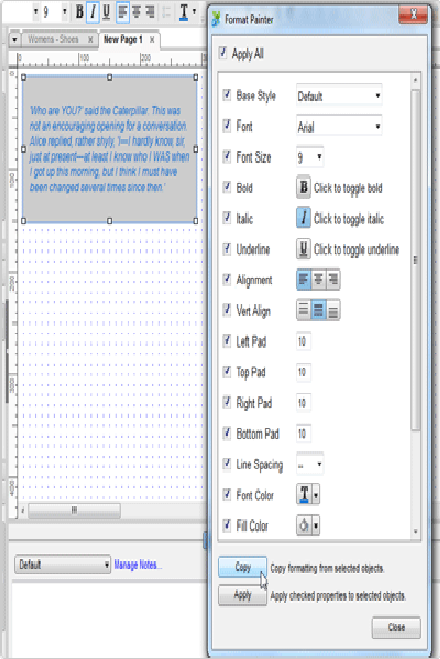 9 B I U T
Womens - Shoes × New Page 1 ×
0 100 200
'Who are YOU?' said the Caterpillar. This was
not an encouraging opening for a conversation.
Alice replied, rather shyly, 'I—I hardly know, sir,
just at present—at least I know who I WAS when
I got up this morning, but I think I must have
been changed several times since then.'
0
100
200
300
400
Default Manage Notes...
Format Painter
Apply All
Base Style Default
Font Arial
Font Size 9
Bold B Click to toggle bold
Italic I Click to toggle italic
Underline U Click to toggle underline
Alignment
Vert Align
Left Pad 10
Top Pad 10
Right Pad 10
Bottom Pad 10
Line Spacing --
Font Color T
Fill Color
Copy Copy formatting from selected objects.
Apply Apply checked properties to selected objects.
Close